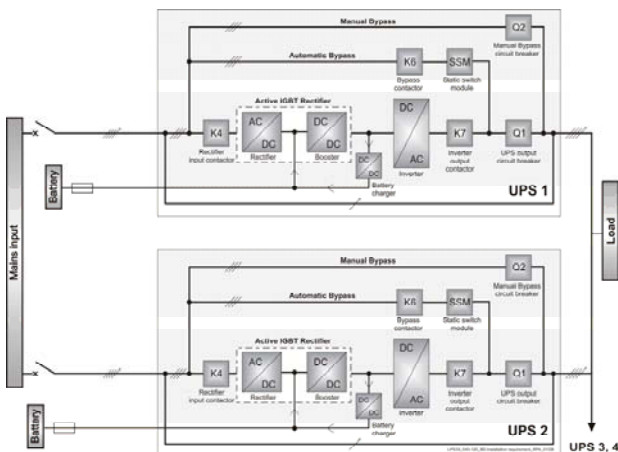 Manual Bypass
Q2
Manual Bypass
circuit breaker
Automatic Bypass
K6
SSM
Bypass
contactor
Static switch
module
Active IGBT Rectifier
DC
AC
K4
AC
DC
DC
DC
K7
Q1
Rectifier
input contactor
Rectifier
Booster
DC
DC
Inverter
Inverter
output
contactor
UPS output
circuit breaker
Battery
charger
UPS 1
Battery
Mains input
Load
Manual Bypass
Q2
Manual Bypass
circuit breaker
Automatic Bypass
K6
SSM
Bypass
contactor
Static switch
module
Active IGBT Rectifier
DC
AC
K4
AC
DC
DC
DC
K7
Q1
Rectifier
input contactor
Rectifier
Booster
DC
DC
Inverter
Inverter
output
contactor
UPS output
circuit breaker
Battery
charger
UPS 2
Battery
UPS 3, 4